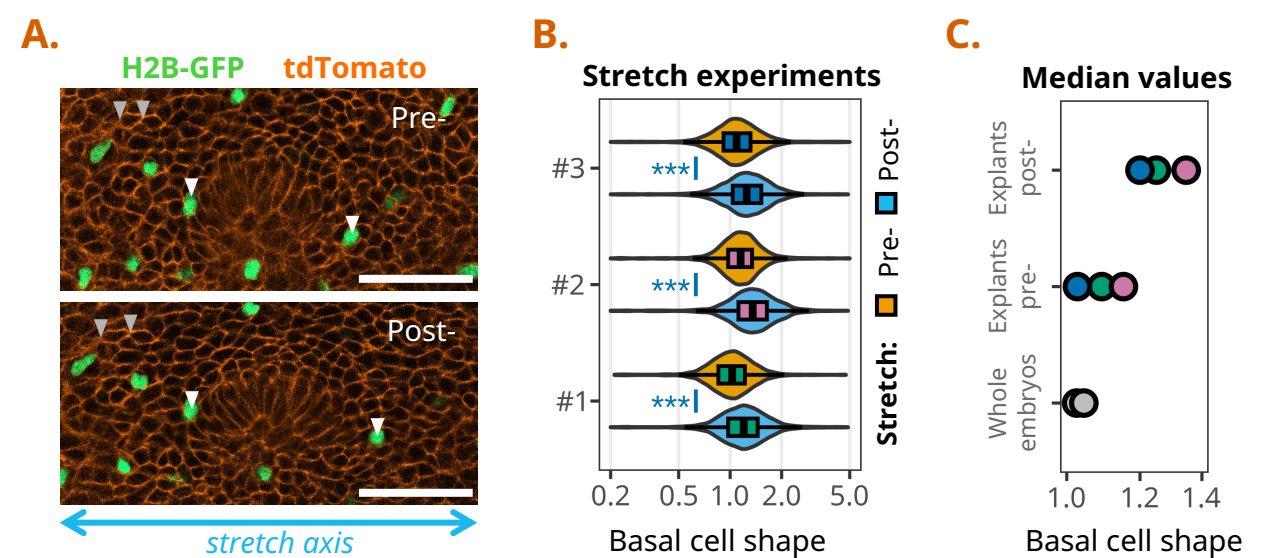 A.
H2B-GFP tdTomato
Pre-
Post-
stretch axis
B.
Stretch experiments
#3
***
#2
***
#1
***
0.2 0.5 1.0 2.0 5.0
Basal cell shape
Stretch: Pre- Post-
C.
Median values
Explants
post-
Explants
pre-
Whole
embryos
1.0 1.2 1.4
Basal cell shape